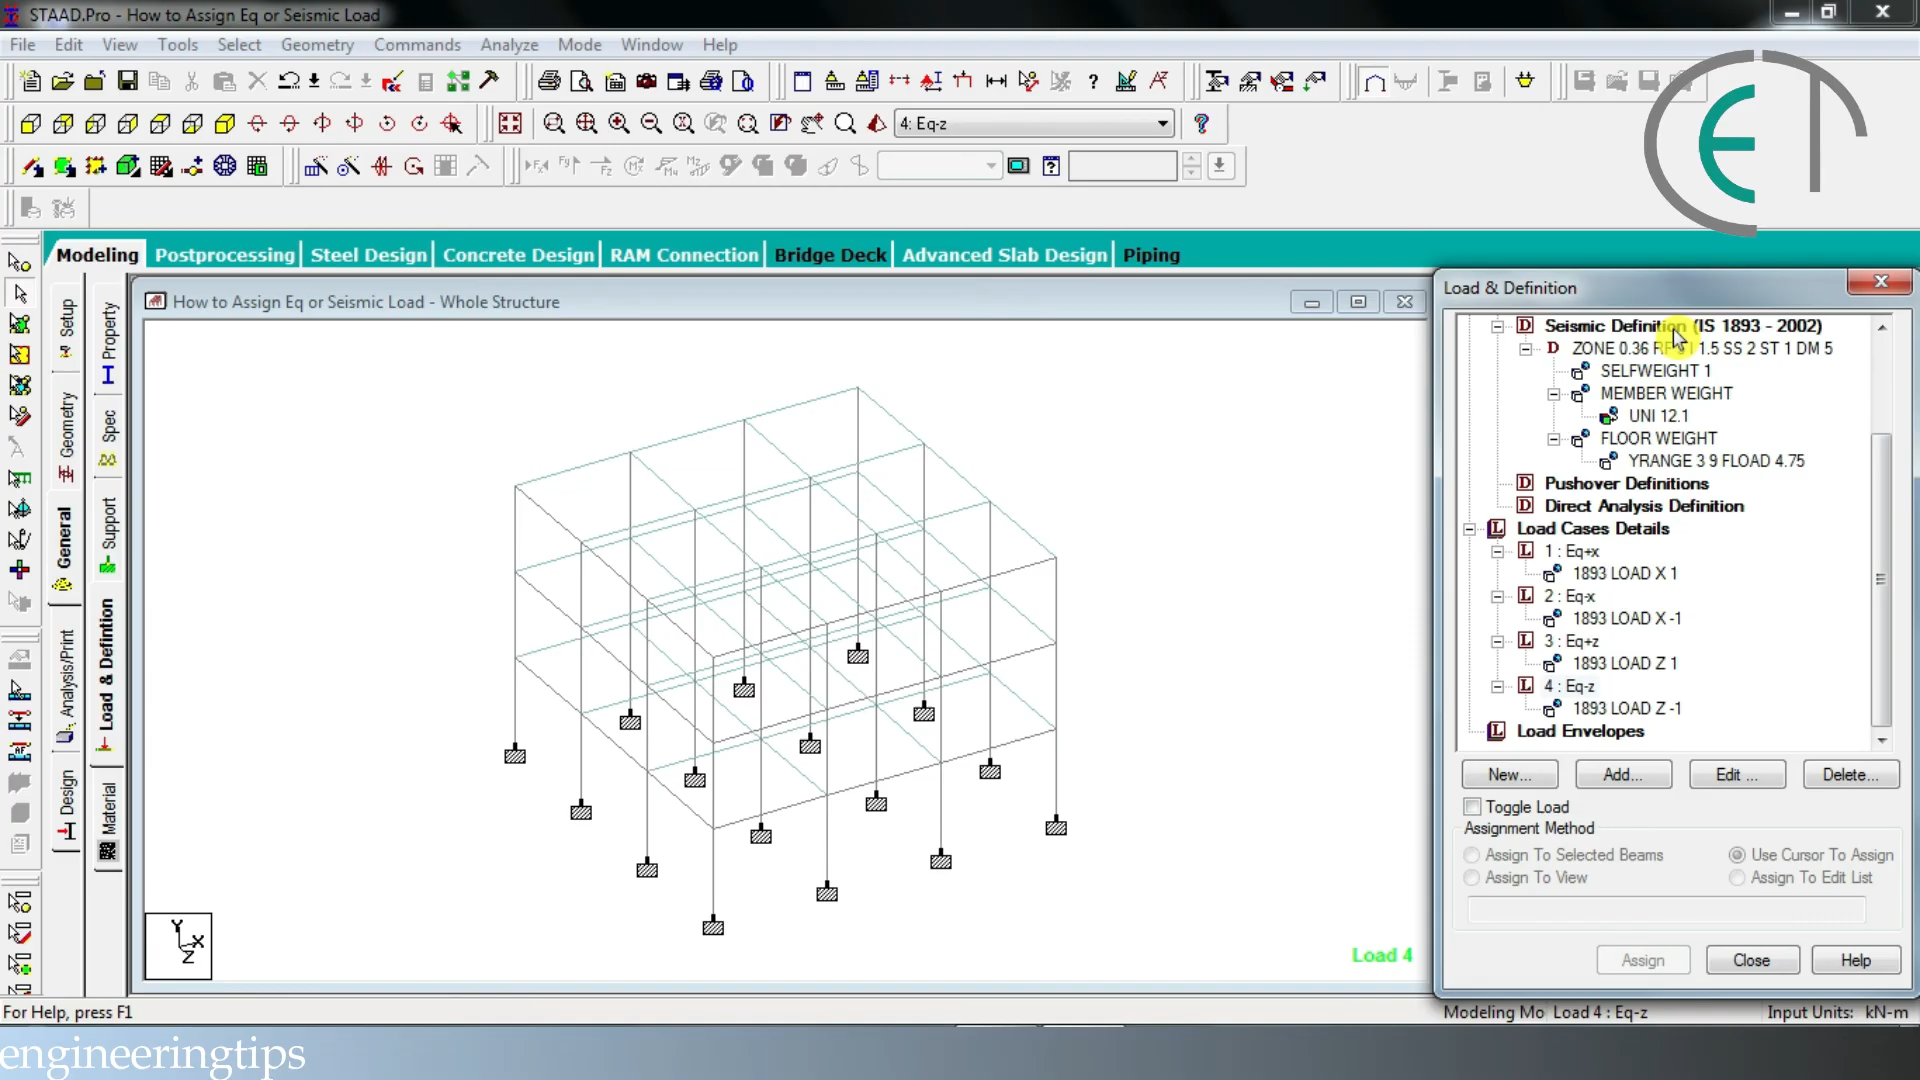 STAAD.Pro - How to Assign Eq or Seismic Load
File Edit View Tools Select Geometry Commands Analyze Mode Window Help
4: Eq-z
Modeling Postprocessing Steel Design Concrete Design RAM Connection Bridge Deck Advanced Slab Design Piping
How to Assign Eq or Seismic Load - Whole Structure
Setup
Geometry
General
Analysis/Print
Design
Property
Spec
Support
Load & Definition
Material
Y
X
Z
Load 4
Load & Definition
Seismic Definition (IS 1893 - 2002)
ZONE 0.36 1.5 SS 2 ST 1 DM 5
SELFWEIGHT 1
MEMBER WEIGHT
UNI 12.1
FLOOR WEIGHT
YRANGE 3 9 FLOAD 4.75
Pushover Definitions
Direct Analysis Definition
Load Cases Details
1 : Eq+x
1893 LOAD X 1
2 : Eq-x
1893 LOAD X -1
3 : Eq+z
1893 LOAD Z 1
4 : Eq-z
1893 LOAD Z -1
Load Envelopes
New... Add... Edit ... Delete...
Toggle Load
Assignment Method
Assign To Selected Beams Use Cursor To Assign
Assign To View Assign To Edit List
Assign Close Help
For Help, press F1
Modeling Mo Load 4 : Eq-z Input Units: kN-m
engineeringtips